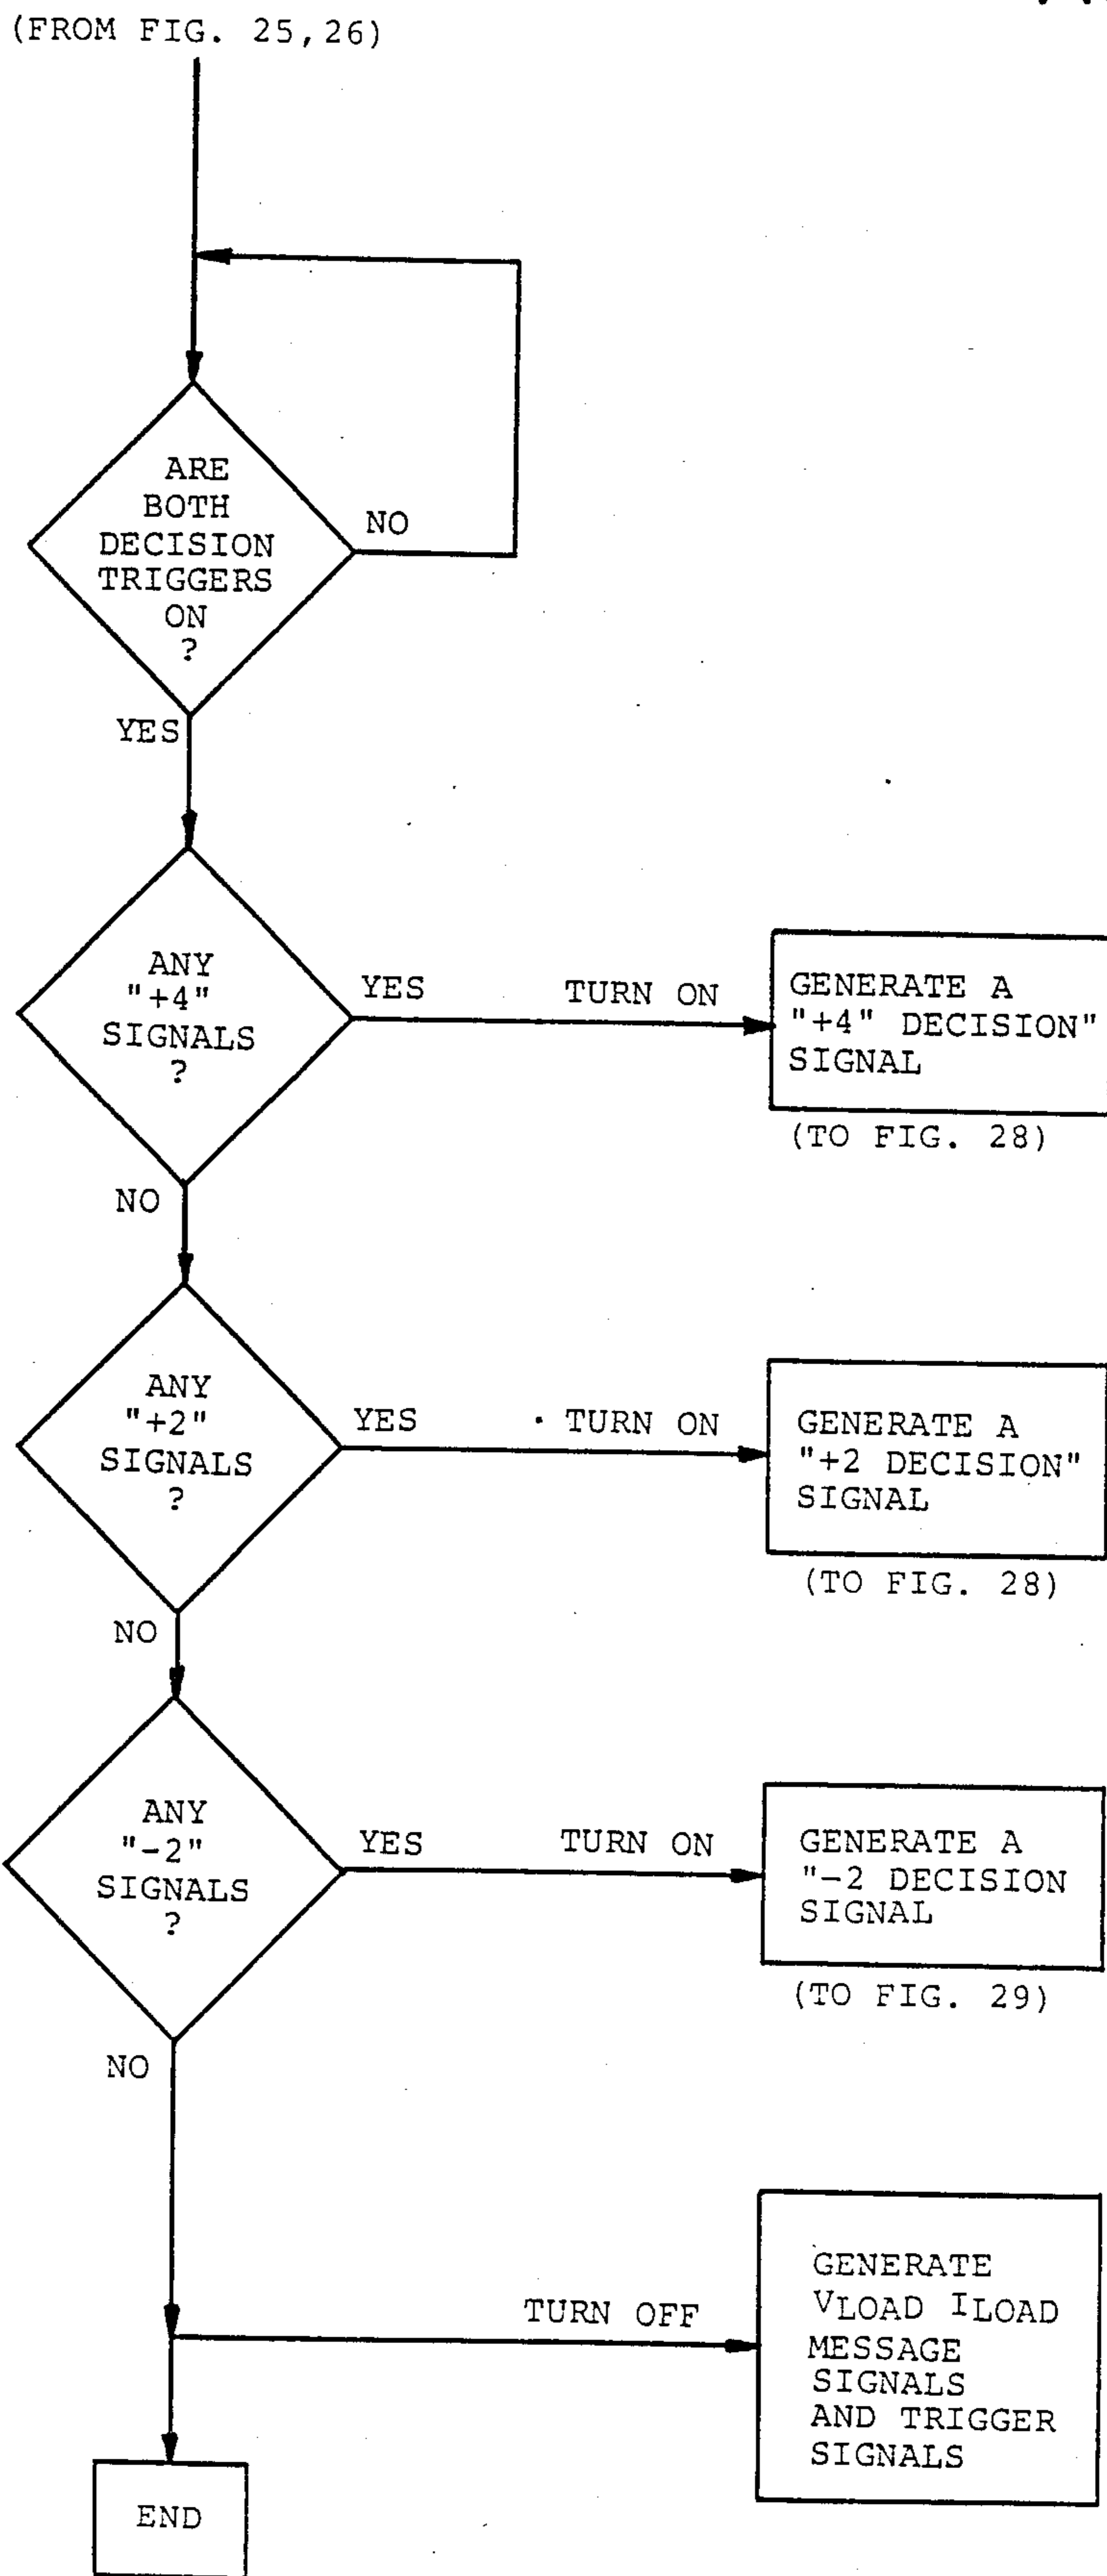 (FROM FIG. 25,26)
ARE
BOTH
DECISION
TRIGGERS
ON
?
NO
YES
ANY
"+4"
SIGNALS
?
YES
TURN ON
GENERATE A
"+4" DECISION"
SIGNAL
(TO FIG. 28)
NO
ANY
"+2"
SIGNALS
?
YES
TURN ON
GENERATE A
"+2 DECISION"
SIGNAL
(TO FIG. 28)
NO
ANY
"-2"
SIGNALS
?
YES
TURN ON
GENERATE A
"-2 DECISION
SIGNAL
(TO FIG. 29)
NO
TURN OFF
GENERATE
VLOAD ILOAD
MESSAGE
SIGNALS
AND TRIGGER
SIGNALS
END